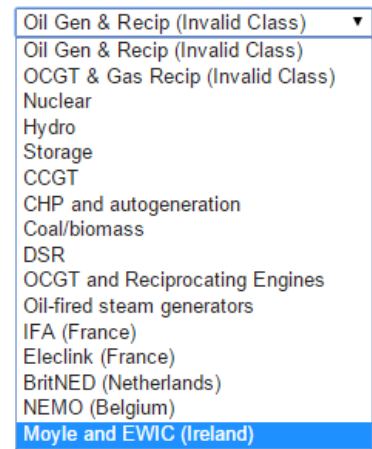 Oil Gen & Recip (Invalid Class)
Oil Gen & Recip (Invalid Class)
OCGT & Gas Recip (Invalid Class)
Nuclear
Hydro
Storage
CCGT
CHP and autogeneration
Coal/biomass
DSR
OCGT and Reciprocating Engines
Oil-fired steam generators
IFA (France)
Eleclink (France)
BritNED (Netherlands)
NEMO (Belgium)
Moyle and EWIC (Ireland)